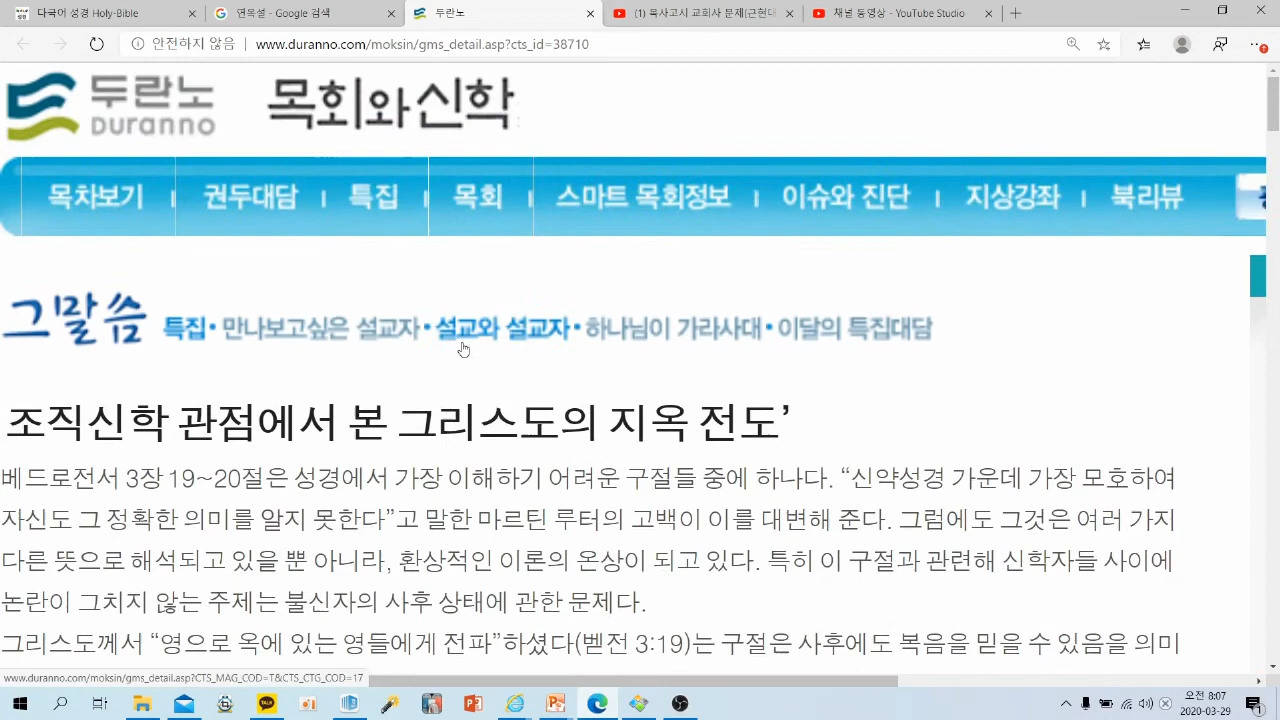 다국어 성경 Holy-Bible
연옥설 - Google 검색
두란노
(1) 목사고시 교회사 문제(근현대
채널 동영상 - YouTube Studio
안전하지 않음 www.duranno.com/moksin/gms_detail.asp?cts_id=38710
두란노 목회와 신학
DURANNO
목차보기 권두대담 특집 목회 스마트 목회정보 이슈와 진단 지상강좌 북리뷰
그말씀 특집 • 만나보고싶은 설교자 • 설교와 설교자 • 하나님이 가라사대 • 이달의 특집대담
조직신학 관점에서 본 그리스도의 지옥 전도’
베드로전서 3장 19~20절은 성경에서 가장 이해하기 어려운 구절들 중에 하나다. “신약성경 가운데 가장 모호하여
자신도 그 정확한 의미를 알지 못한다”고 말한 마르틴 루터의 고백이 이를 대변해 준다. 그럼에도 그것은 여러 가지
다른 뜻으로 해석되고 있을 뿐 아니라, 환상적인 이론의 온상이 되고 있다. 특히 이 구절과 관련해 신학자들 사이에
논란이 그치지 않는 주제는 불신자의 사후 상태에 관한 문제다.
그리스도께서 “영으로 옥에 있는 영들에게 전파”하셨다(벧전 3:19)는 구절은 사후에도 복음을 믿을 수 있음을 의미
www.duranno.com/moksin/gms_detail.asp?CTS_MAG_COD=T&CTS_CTG_COD=17
오전 8:07
2020-03-29